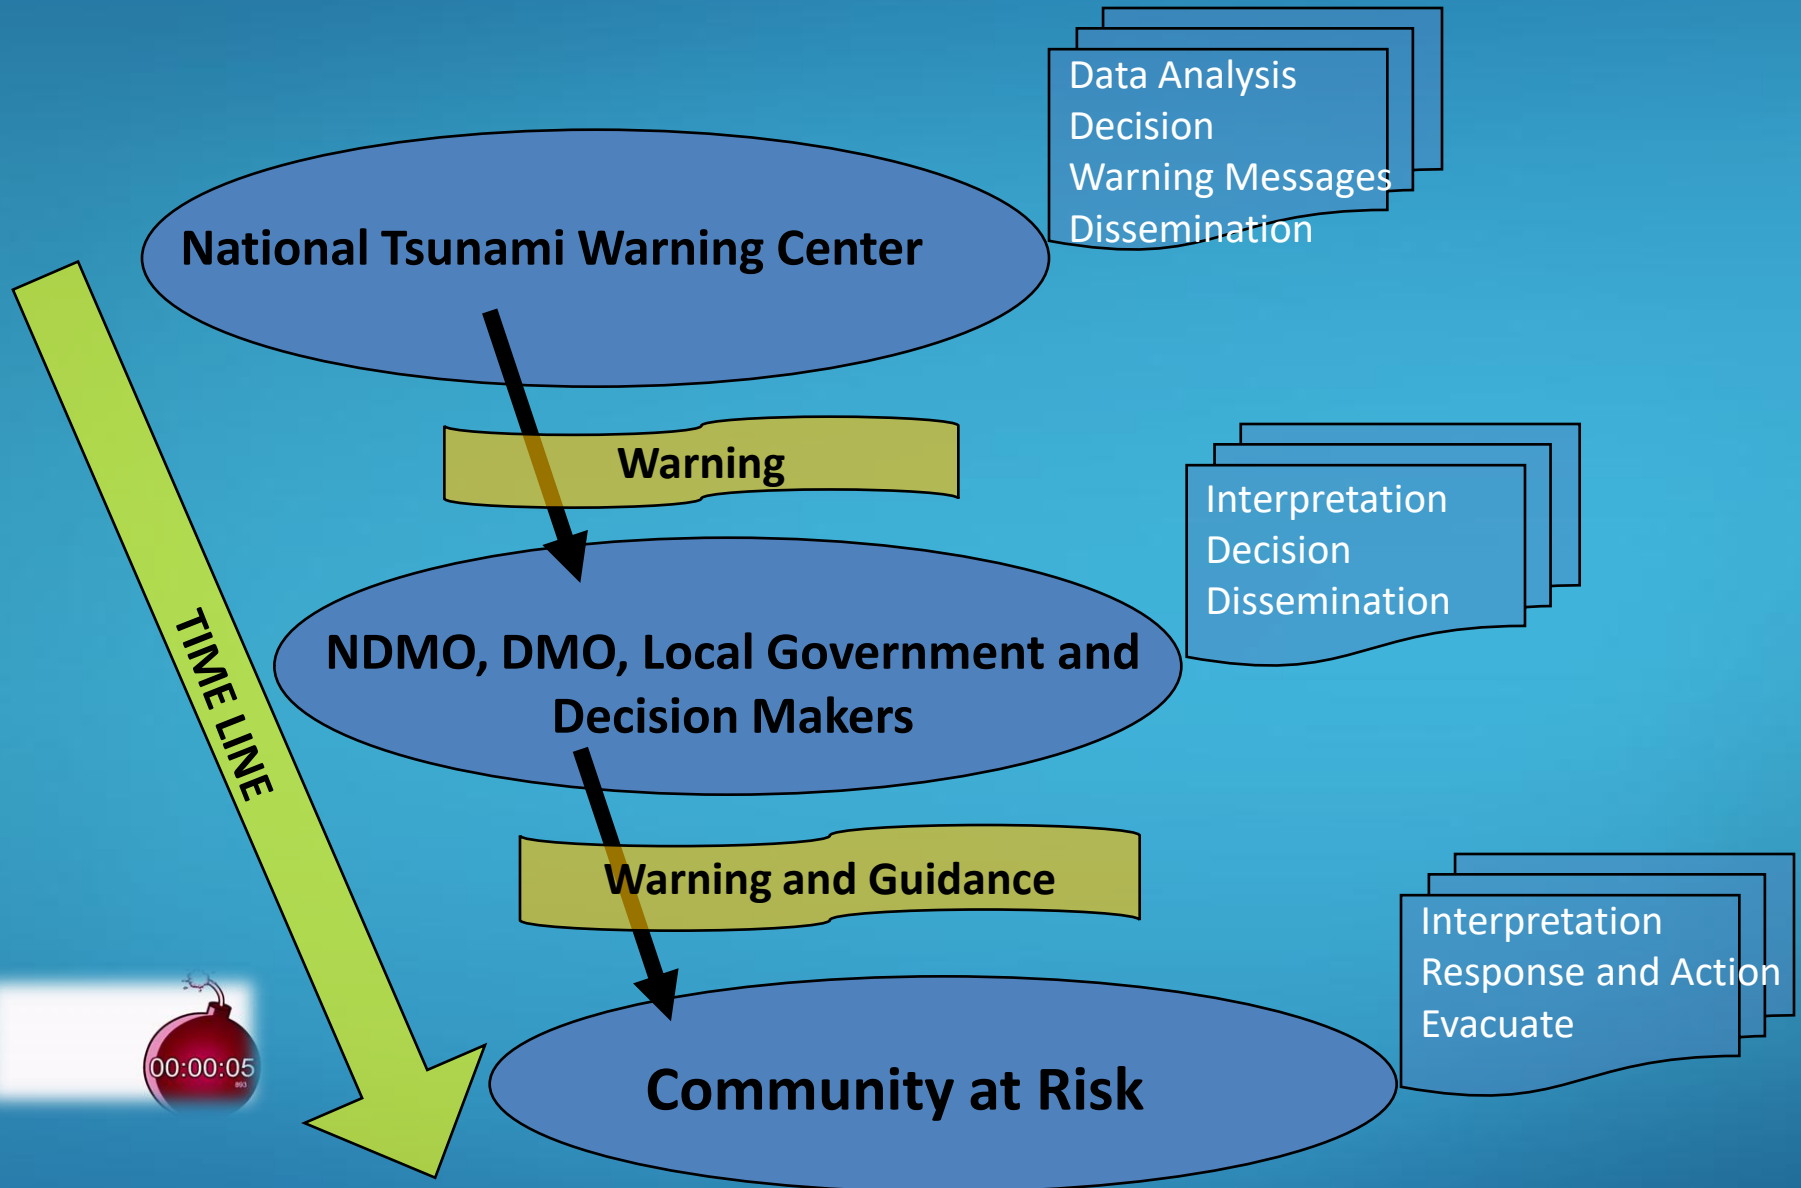 Data Analysis
Decision
Warning Messages
Dissemination
National Tsunami Warning Center
Warning
Interpretation
Decision
Dissemination
NDMO, DMO, Local Government and
Decision Makers
TIME LINE
Warning and Guidance
Interpretation
Response and Action
Evacuate
00:00:05
893
Community at Risk